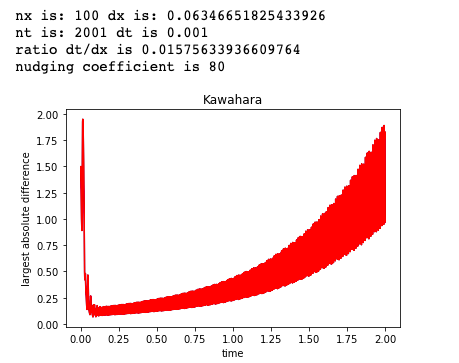 nx is: 100 dx is: 0.06346651825433926
nt is: 2001 dt is 0.001
ratio dt/dx is 0.01575633936609764
nudging coefficient is 80
Kawahara
2.00
1.75
1.50
1.25
1.00
0.75
0.50
0.25
0.00
largest absolute difference
0.00 0.25 0.50 0.75 1.00 1.25 1.50 1.75 2.00
time